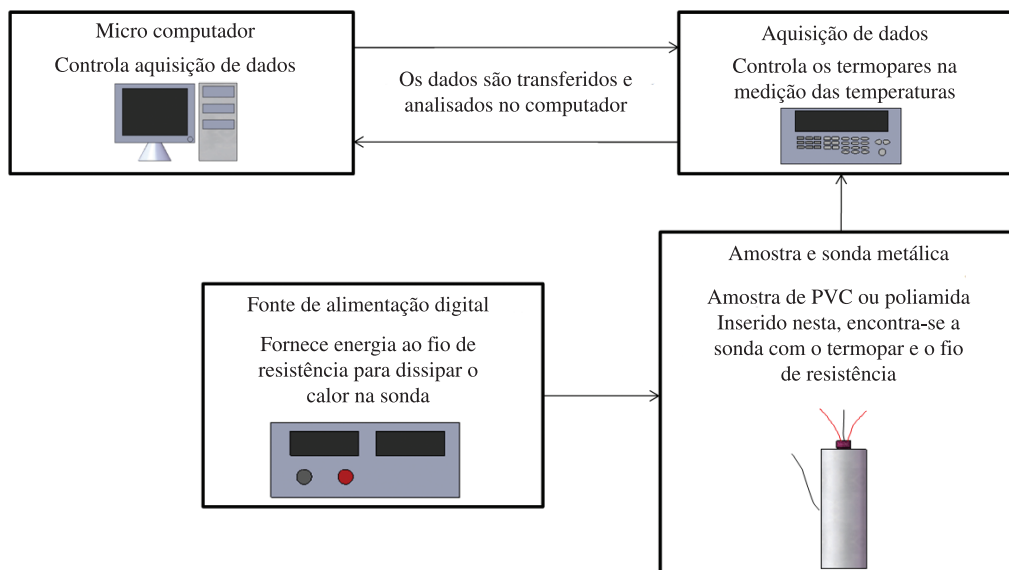 Micro computador
Controla aquisição de dados
Os dados são transferidos e
analisados no computador
Aquisição de dados
Controla os termopares na
medição das temperaturas
Fonte de alimentação digital
Fornece energia ao fio de
resistência para dissipar o
calor na sonda
Amostra e sonda metálica
Amostra de PVC ou poliamida
Inserido nesta, encontra-se a
sonda com o termopar e o fio
de resistência